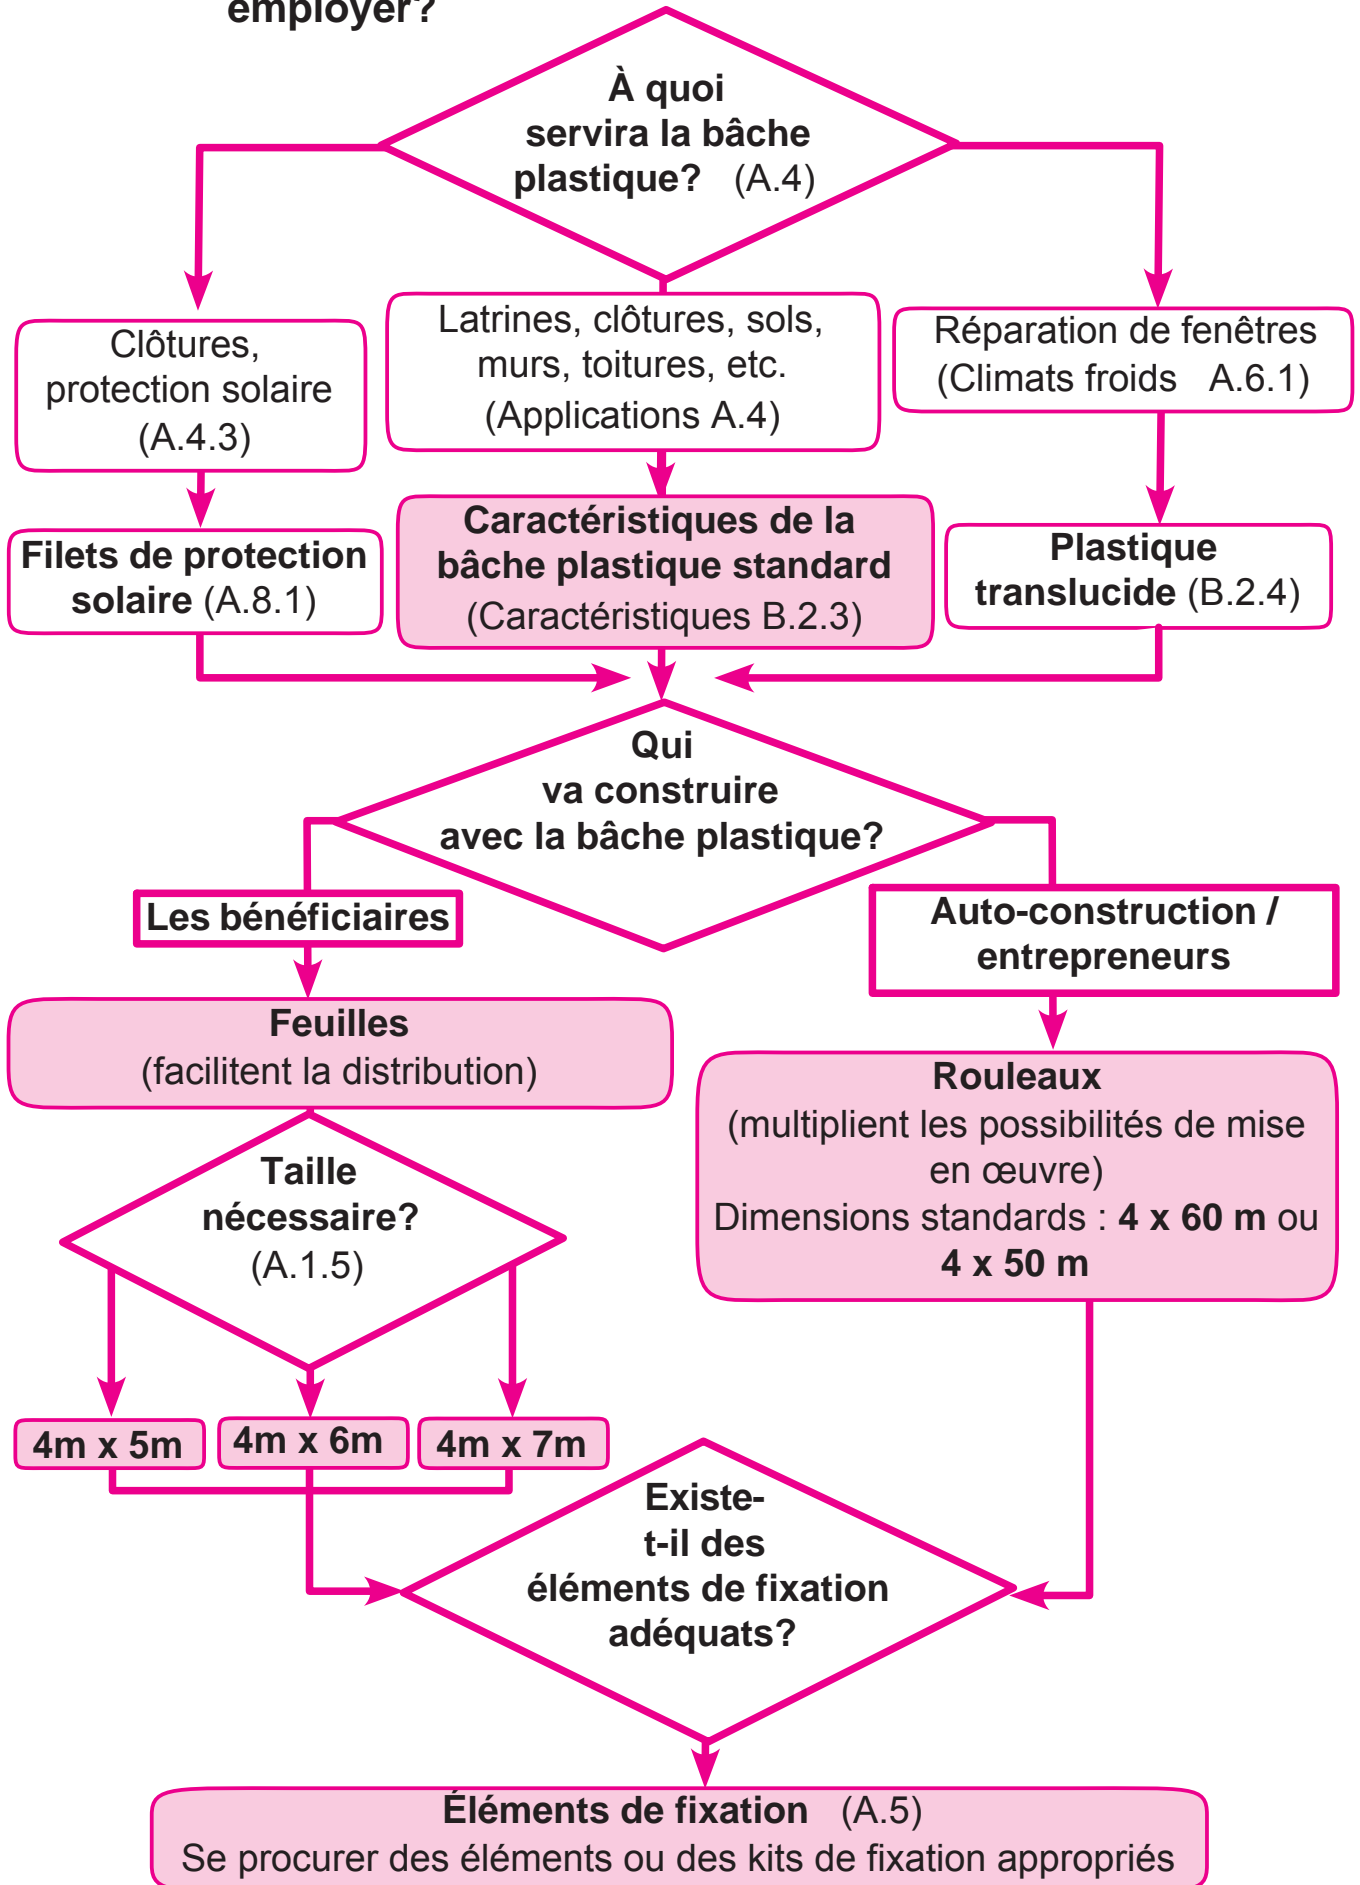 employer?
À quoi
servira la bâche
plastique? (A.4)
Clôtures,
protection solaire
(A.4.3)
Latrines, clôtures, sols,
murs, toitures, etc.
(Applications A.4)
Réparation de fenêtres
(Climats froids A.6.1)
Filets de protection
solaire (A.8.1)
Caractéristiques de la
bâche plastique standard
(Caractéristiques B.2.3)
Plastique
translucide (B.2.4)
Qui
va construire
avec la bâche plastique?
Les bénéficiaires
Auto-construction /
entrepreneurs
Feuilles
(facilitent la distribution)
Rouleaux
(multiplient les possibilités de mise
en œuvre)
Dimensions standards : 4 x 60 m ou
4 x 50 m
Taille
nécessaire?
(A.1.5)
4m x 5m
4m x 6m
4m x 7m
Existe-
t-il des
éléments de fixation
adéquats?
Éléments de fixation (A.5)
Se procurer des éléments ou des kits de fixation appropriés